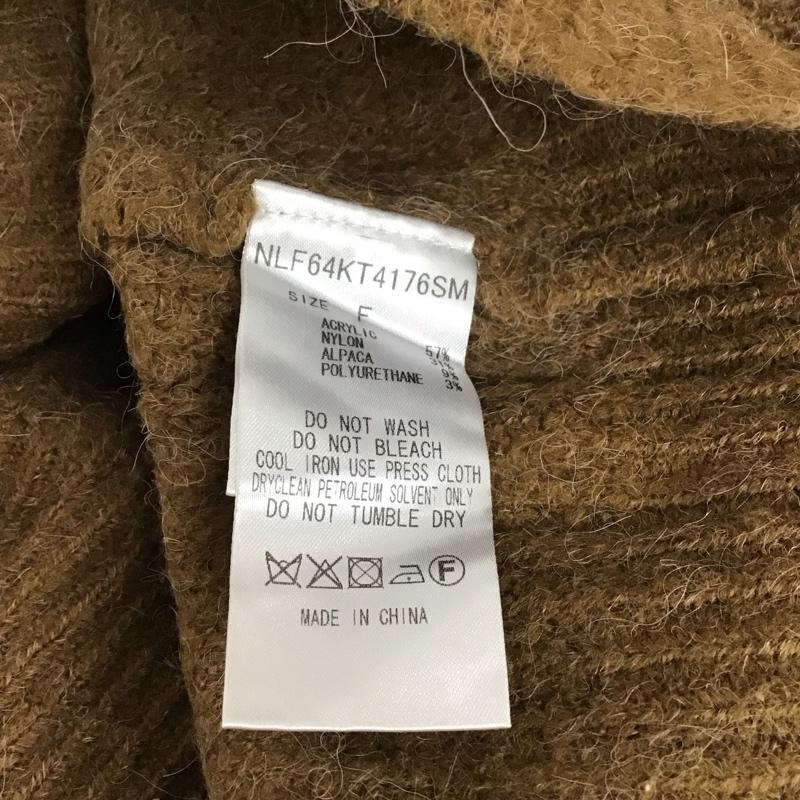 NLF64KT4176SM
SIZE F
ACRYLIC 57%
NYLON 31%
ALPACA 9%
POLYURETHANE 3%
DO NOT WASH
DO NOT BLEACH
COOL IRON USE PRESS CLOTH
DRYCLEAN PETROLEUM SOLVENT ONLY
DO NOT TUMBLE DRY
F
MADE IN CHINA